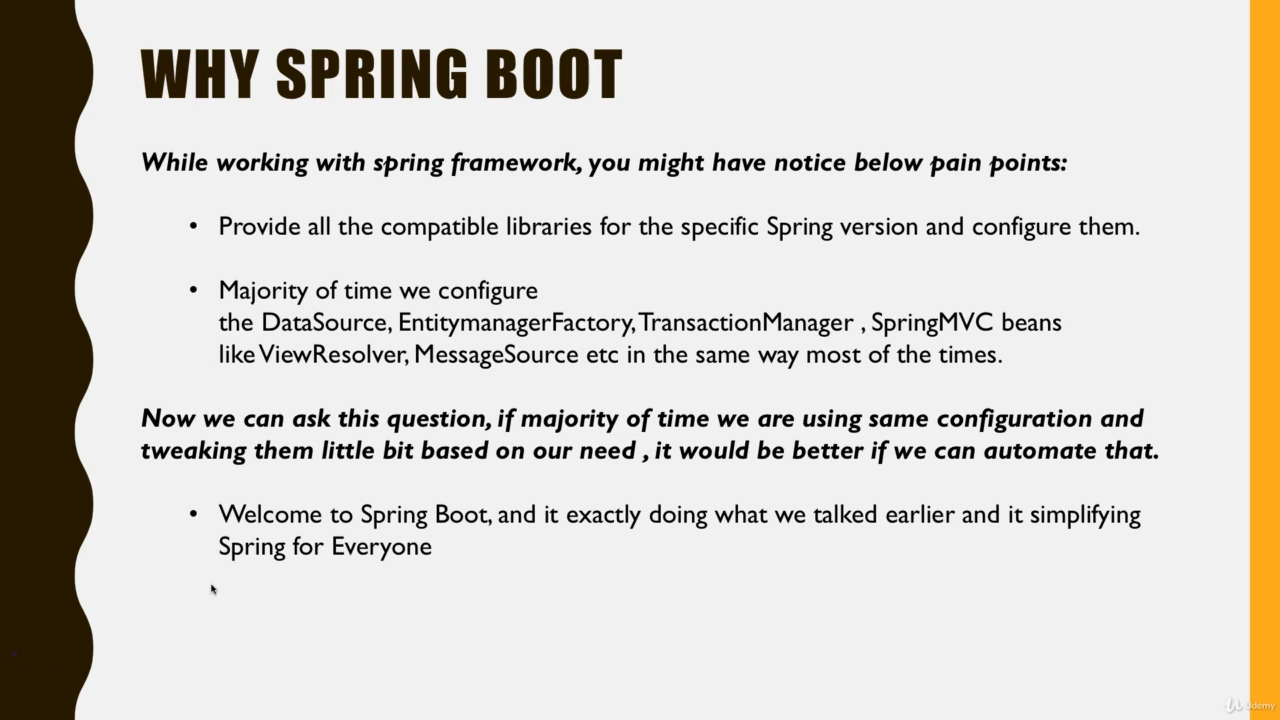 WHY SPRING BOOT
While working with spring framework, you might have notice below pain points:
• Provide all the compatible libraries for the specific Spring version and configure them.
• Majority of time we configure
the DataSource, EntitymanagerFactory, TransactionManager , SpringMVC beans
like ViewResolver, MessageSource etc in the same way most of the times.
Now we can ask this question, if majority of time we are using same configuration and
tweaking them little bit based on our need , it would be better if we can automate that.
• Welcome to Spring Boot, and it exactly doing what we talked earlier and it simplifying
Spring for Everyone
Udemy